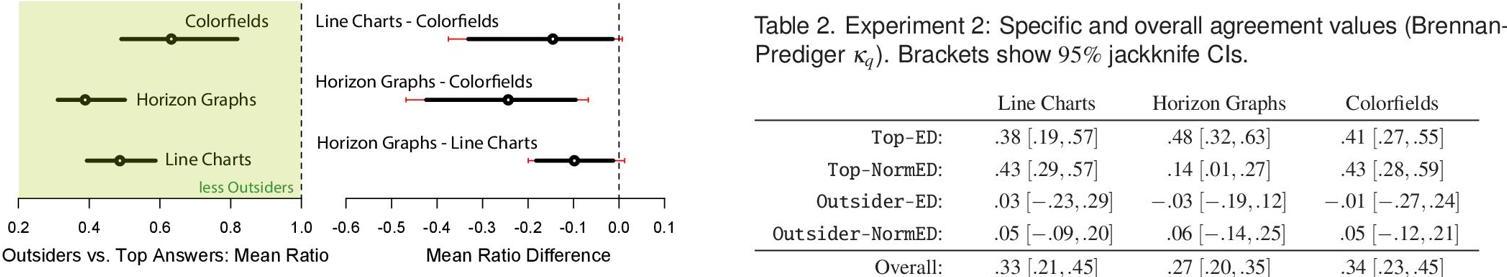 Colorfields
Horizon Graphs
Line Charts
less Outsiders
0.2 0.4 0.6 0.8 1.0
Outsiders vs. Top Answers: Mean Ratio
Line Charts - Colorfields
Horizon Graphs - Colorfields
Horizon Graphs - Line Charts
-0.6 -0.5 -0.4 -0.3 -0.2 -0.1 0.0 0.1
Mean Ratio Difference
Table 2. Experiment 2: Specific and overall agreement values (Brennan-
Prediger κq). Brackets show 95% jackknife CIs.
Line Charts Horizon Graphs Colorfields
Top-ED: .38 [.19,.57] .48 [.32,.63] .41 [.27,.55]
Top-NormED: .43 [.29,.57] .14 [.01,.27] .43 [.28,.59]
Outsider-ED: .03 [−.23,.29] −.03 [−.19,.12] −.01 [−.27,.24]
Outsider-NormED: .05 [−.09,.20] .06 [−.14,.25] .05 [−.12,.21]
Overall: .33 [.21,.45] .27 [.20,.35] .34 [.23,.45]